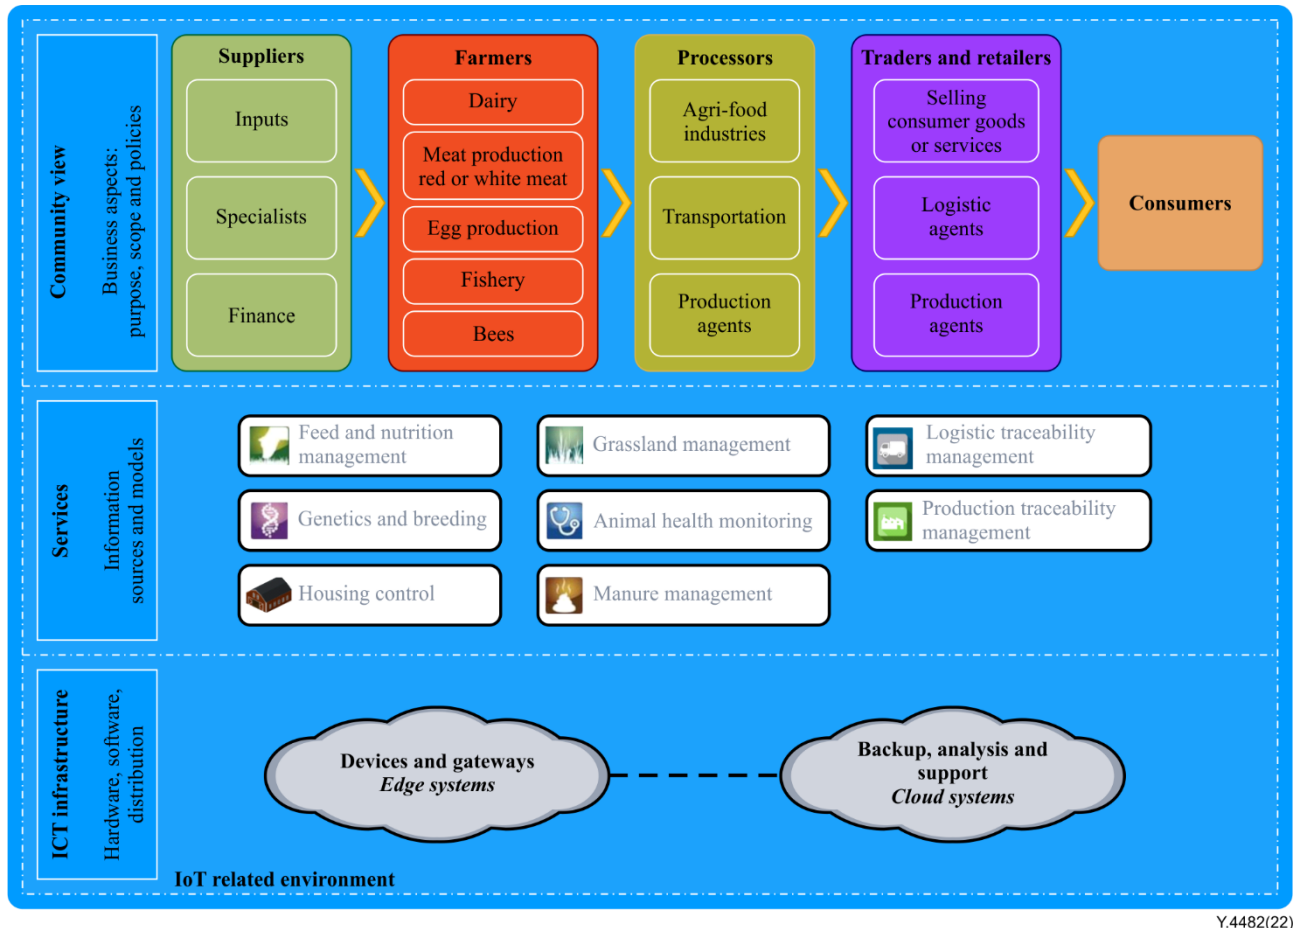 Community view
Business aspects:
purpose, scope and policies
Suppliers
Inputs
Specialists
Finance
Farmers
Dairy
Meat production
red or white meat
Egg production
Fishery
Bees
Processors
Agri-food
industries
Transportation
Production
agents
Traders and retailers
Selling
consumer goods
or services
Logistic
agents
Production
agents
Consumers
Services
Information
sources and models
Feed and nutrition
management
Genetics and breeding
Housing control
Grassland management
Animal health monitoring
Manure management
Logistic traceability
management
Production traceability
management
ICT infrastructure
Hardware, software,
distribution
Devices and gateways
Edge systems
Backup, analysis and
support
Cloud systems
IoT related environment
Y.4482(22)